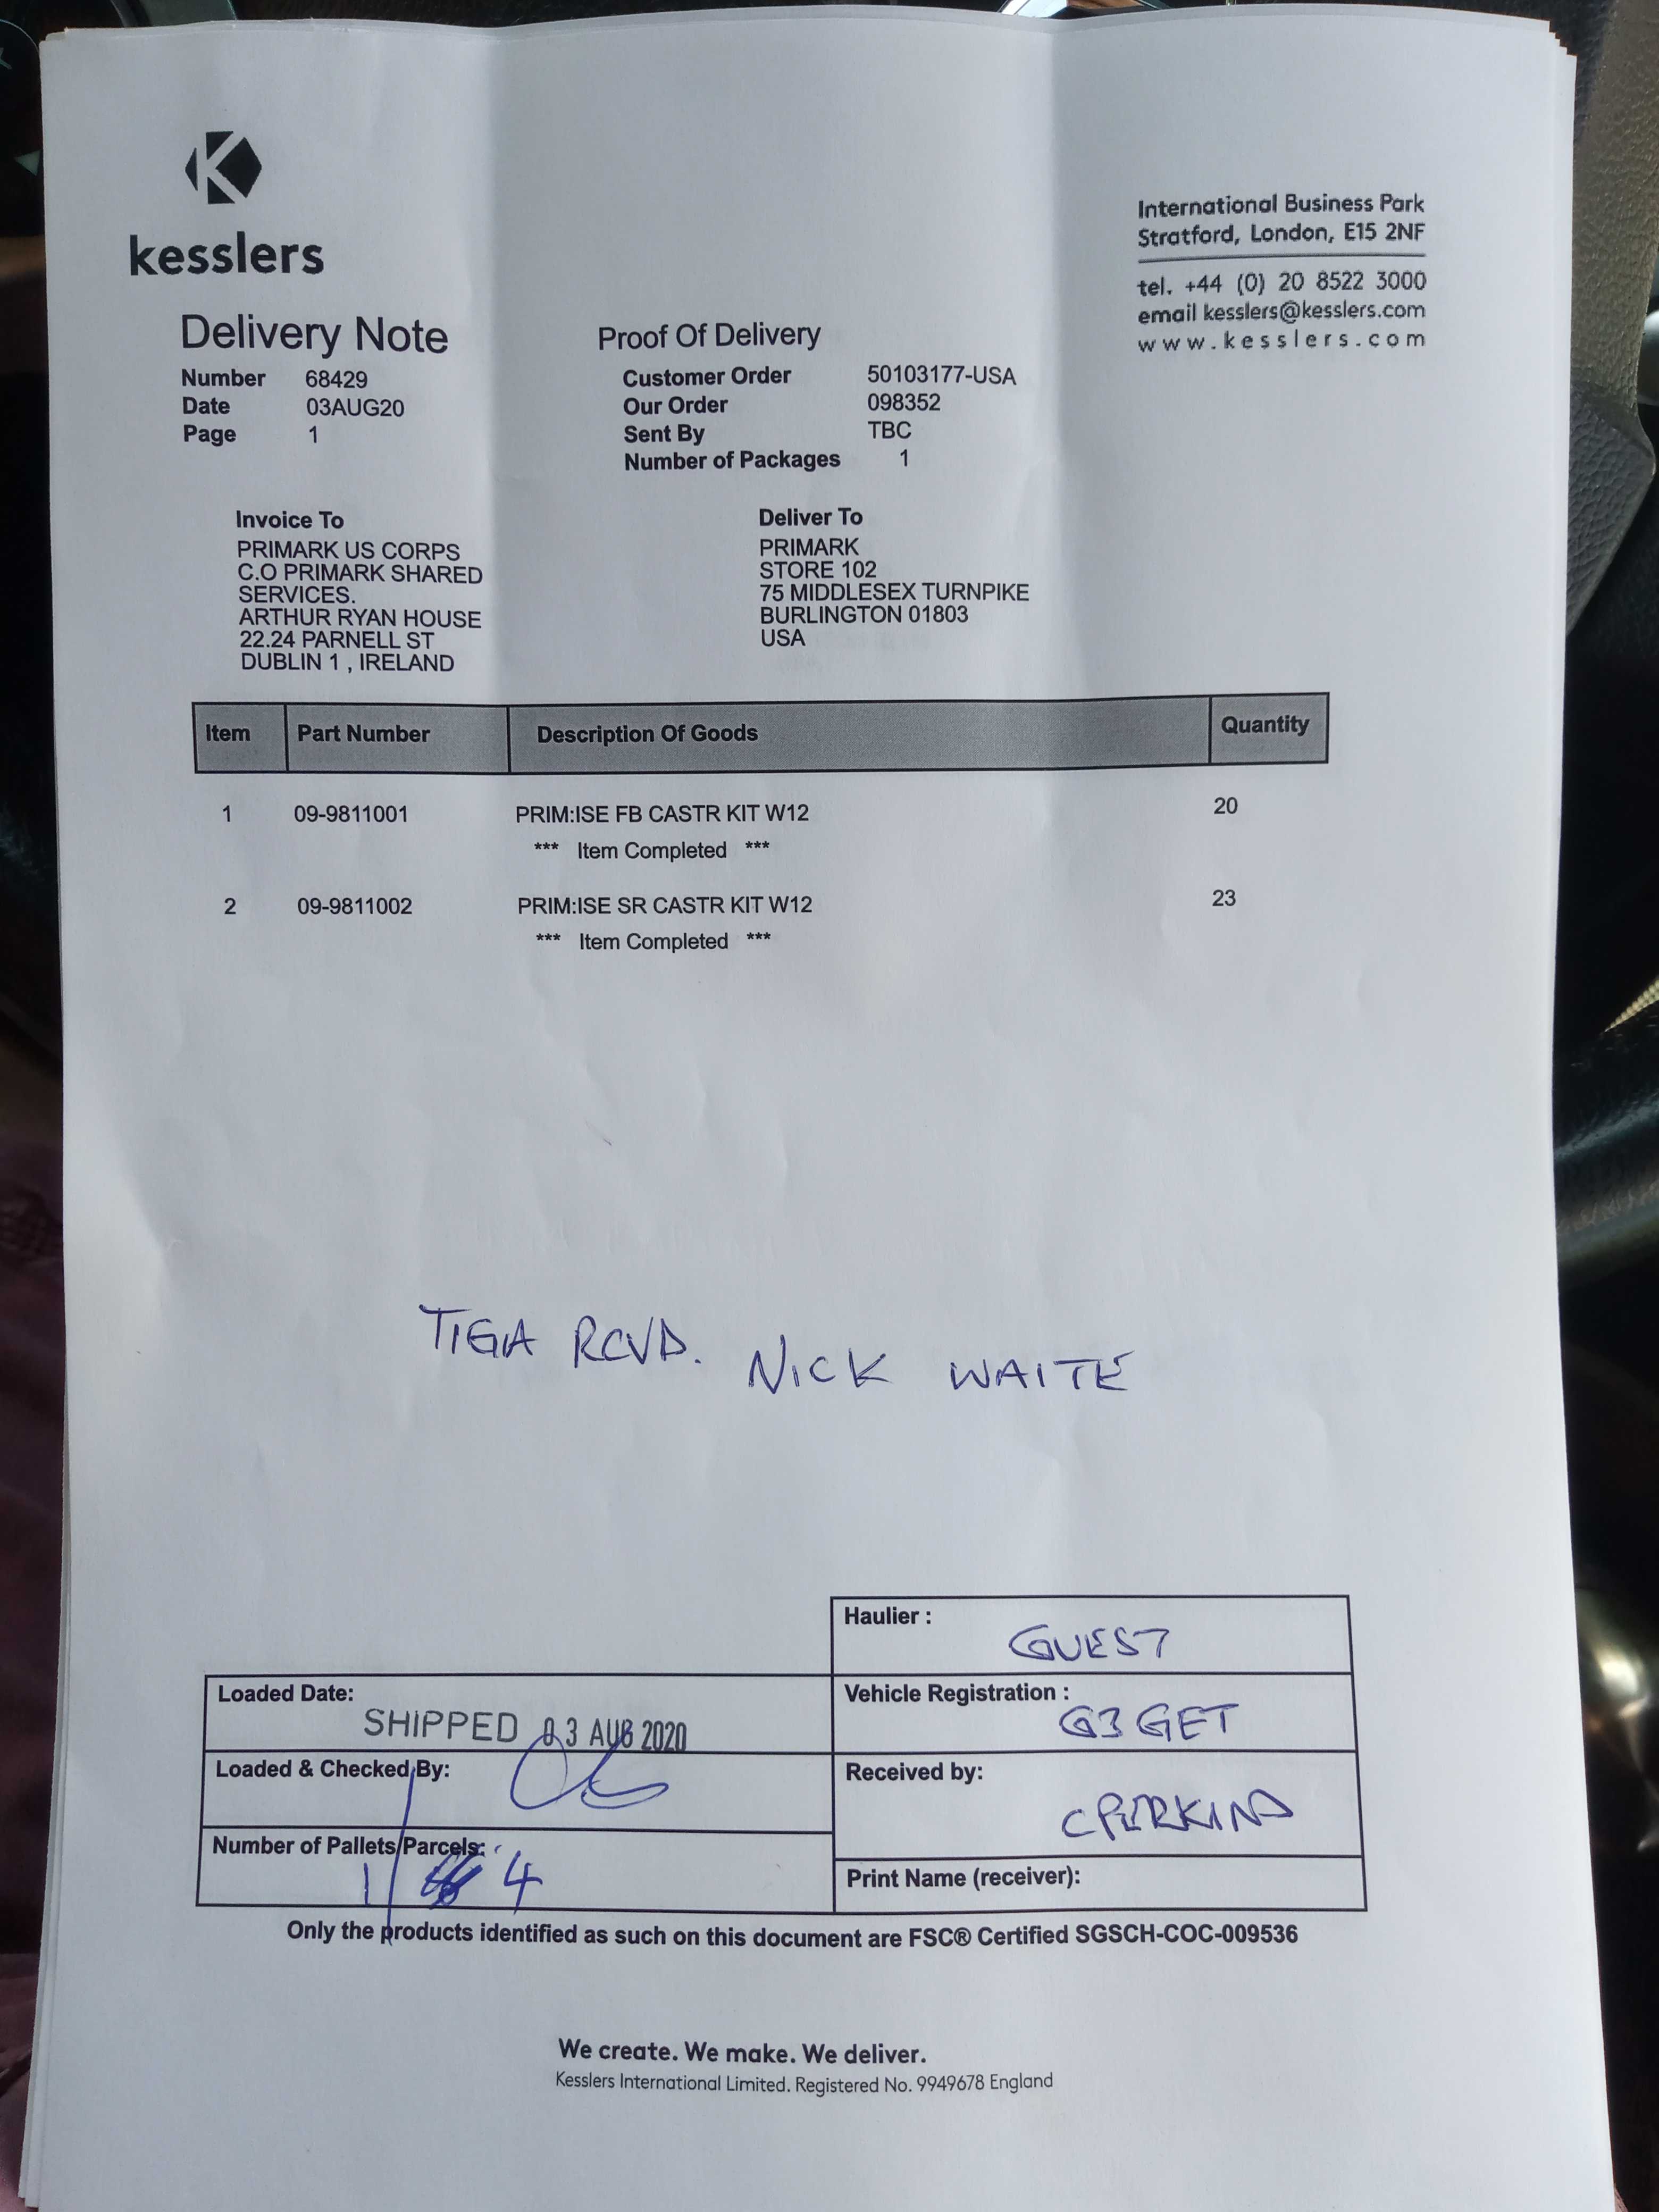 kesslers
International Business Park
Stratford, London, E15 2NF
tel. +44 (0) 20 8522 3000
email kesslers@kesslers.com
www.kesslers.com
Delivery Note
Number 68429
Date 03AUG20
Page 1
Proof Of Delivery
Customer Order 50103177-USA
Our Order 098352
Sent By TBC
Number of Packages 1
Invoice To
PRIMARK US CORPS
C.O PRIMARK SHARED
SERVICES.
ARTHUR RYAN HOUSE
22.24 PARNELL ST
DUBLIN 1 , IRELAND
Deliver To
PRIMARK
STORE 102
75 MIDDLESEX TURNPIKE
BURLINGTON 01803
USA
Item Part Number Description Of Goods Quantity
1 09-9811001 PRIM:ISE FB CASTR KIT W12 20
*** Item Completed ***
2 09-9811002 PRIM:ISE SR CASTR KIT W12 23
*** Item Completed ***
TIGA RCVD. NICK WAITE
Haulier : GUEST
Loaded Date: SHIPPED 03 AUG 2020
Vehicle Registration : G3 GET
Loaded & Checked By:
Received by:
Number of Pallets/Parcels: 1/ 4
Print Name (receiver):
Only the products identified as such on this document are FSC® Certified SGSCH-COC-009536
We create. We make. We deliver.
Kesslers International Limited. Registered No. 9949678 England